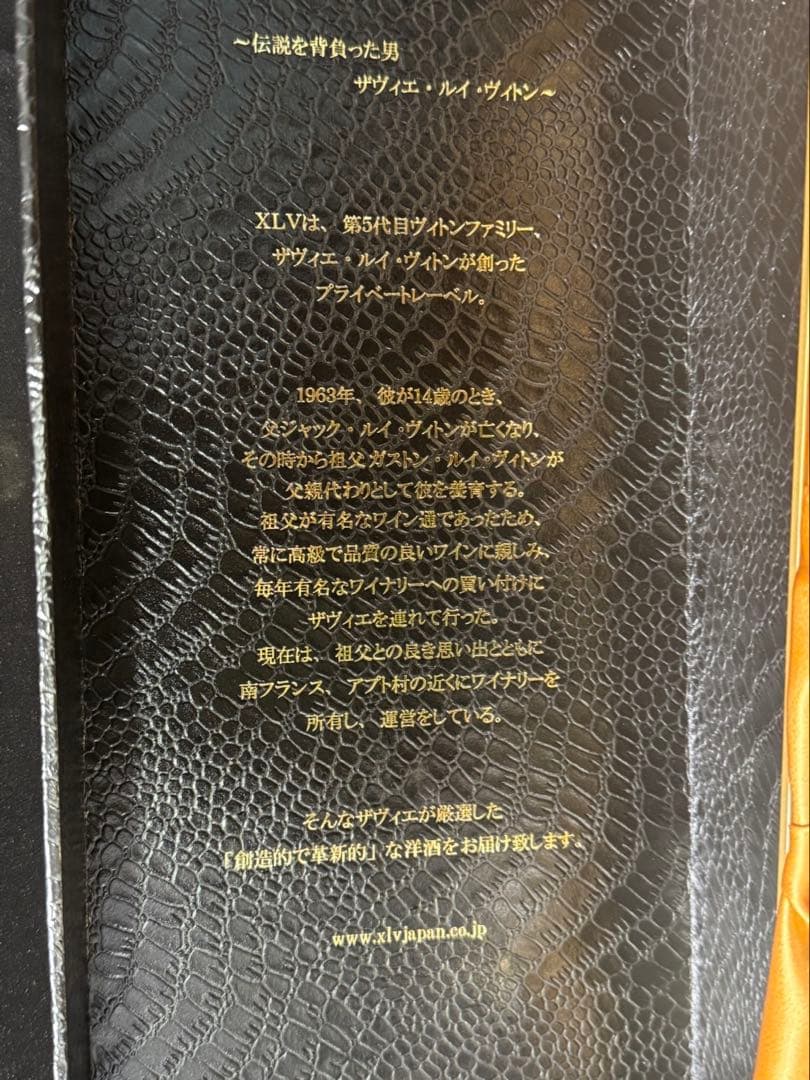 ～伝説を背負った男
ザヴィエ・ルイ・ヴィトン～
XLVは、第5代目ヴィトンファミリー、
ザヴィエ・ルイ・ヴィトンが創った
プライベートレーベル。
1963年、彼が14歳のとき、
父ジャック・ルイ・ヴィトンが亡くなり、
その時から祖父ガストン・ルイ・ヴィトンが
父親代わりとして彼を養育する。
祖父が有名なワイン通であったため、
常に高級で品質の良いワインに親しみ、
毎年有名なワイナリーへの買い付けに
ザヴィエを連れて行った。
現在は、祖父との良き思い出とともに
南フランス、アプト村の近くにワイナリーを
所有し、運営をしている。
そんなザヴィエが厳選した
「創造的で革新的」な洋酒をお届け致します。
www.xlvjapan.co.jp